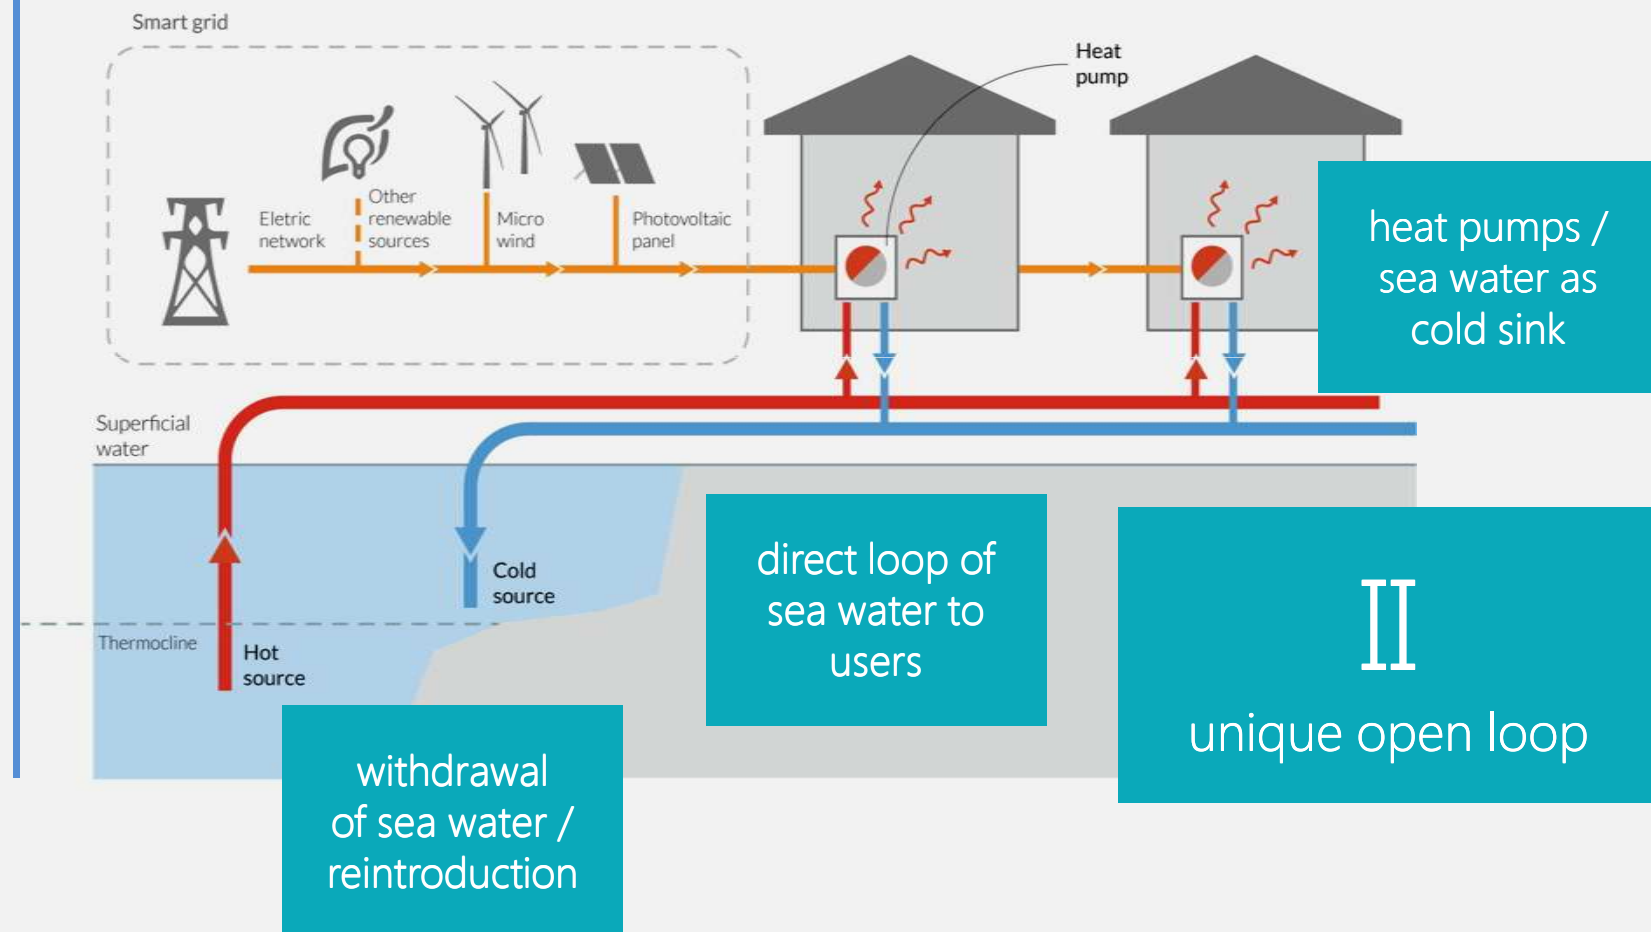 Smart grid
Heat
pump
Other
renewable
sources
Eletric
network
Micro
wind
Photovoltaic
panel
heat pumps /
sea water as
cold sink
Superficial
water
Cold
source
direct loop of
sea water to
users
II
unique open loop
Thermocline
Hot
source
withdrawal
of sea water /
reintroduction